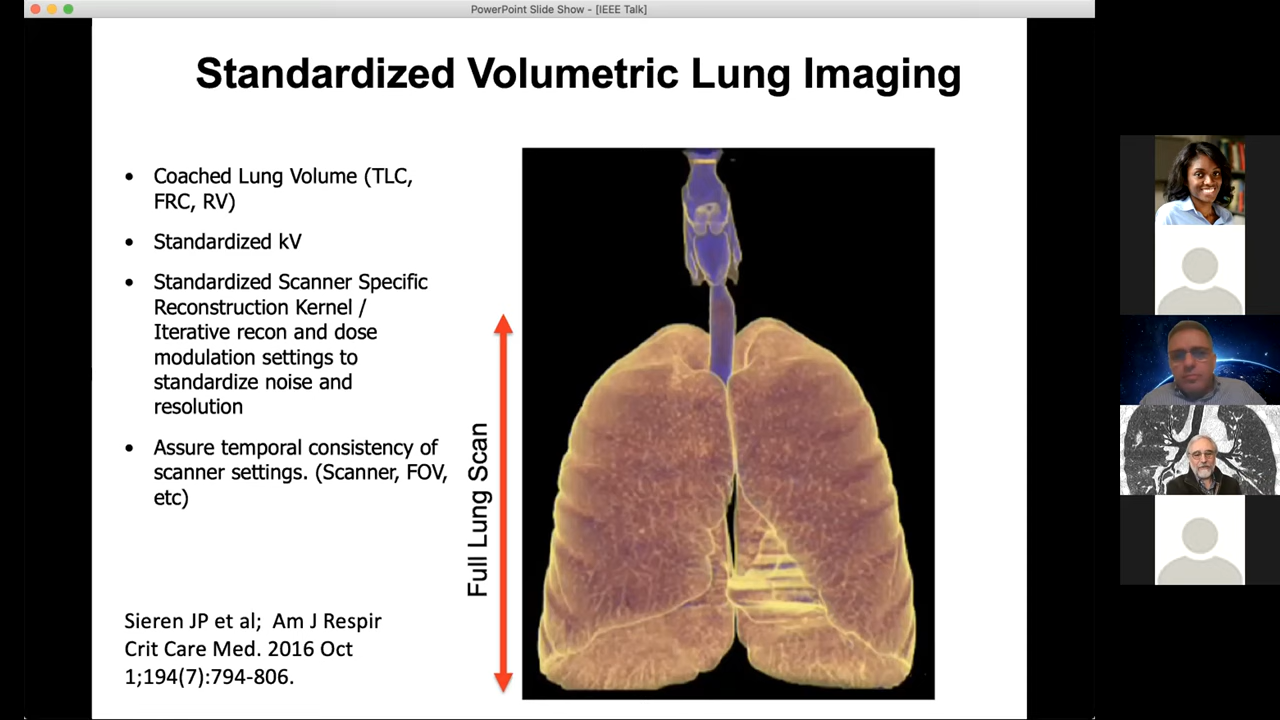 PowerPoint Slide Show - [IEEE Talk]
Standardized Volumetric Lung Imaging
• Coached Lung Volume (TLC,
FRC, RV)
• Standardized kV
• Standardized Scanner Specific
Reconstruction Kernel /
Iterative recon and dose
modulation settings to
standardize noise and
resolution
• Assure temporal consistency of
scanner settings. (Scanner, FOV,
etc)
Full Lung Scan
Sieren JP et al; Am J Respir
Crit Care Med. 2016 Oct
1;194(7):794-806.